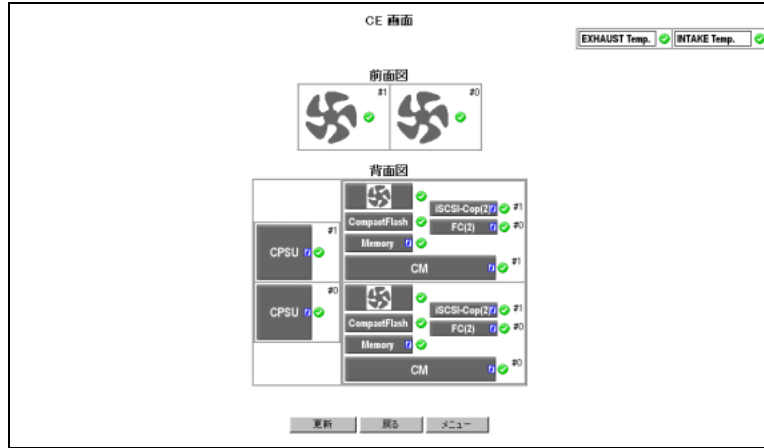 CE 画面
EXHAUST Temp. INTAKE Temp.
前面図
#1 #0
背面図
iSCSI-Cop(2) #1
CompactFlash FC(2) #0
Memory
#1
CPSU
CM #1
#0
CPSU
iSCSI-Cop(2) #1
CompactFlash FC(2) #0
Memory
CM #0
更新 戻る メニュー